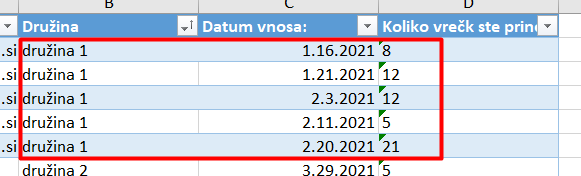 B C D
Družina Datum vnosa: Koliko vrečk ste prin
.si družina 1 1.16.2021 8
.si družina 1 1.21.2021 12
.si družina 1 2.3.2021 12
.si družina 1 2.11.2021 5
.si družina 1 2.20.2021 21
družina 2 3.29.2021 5